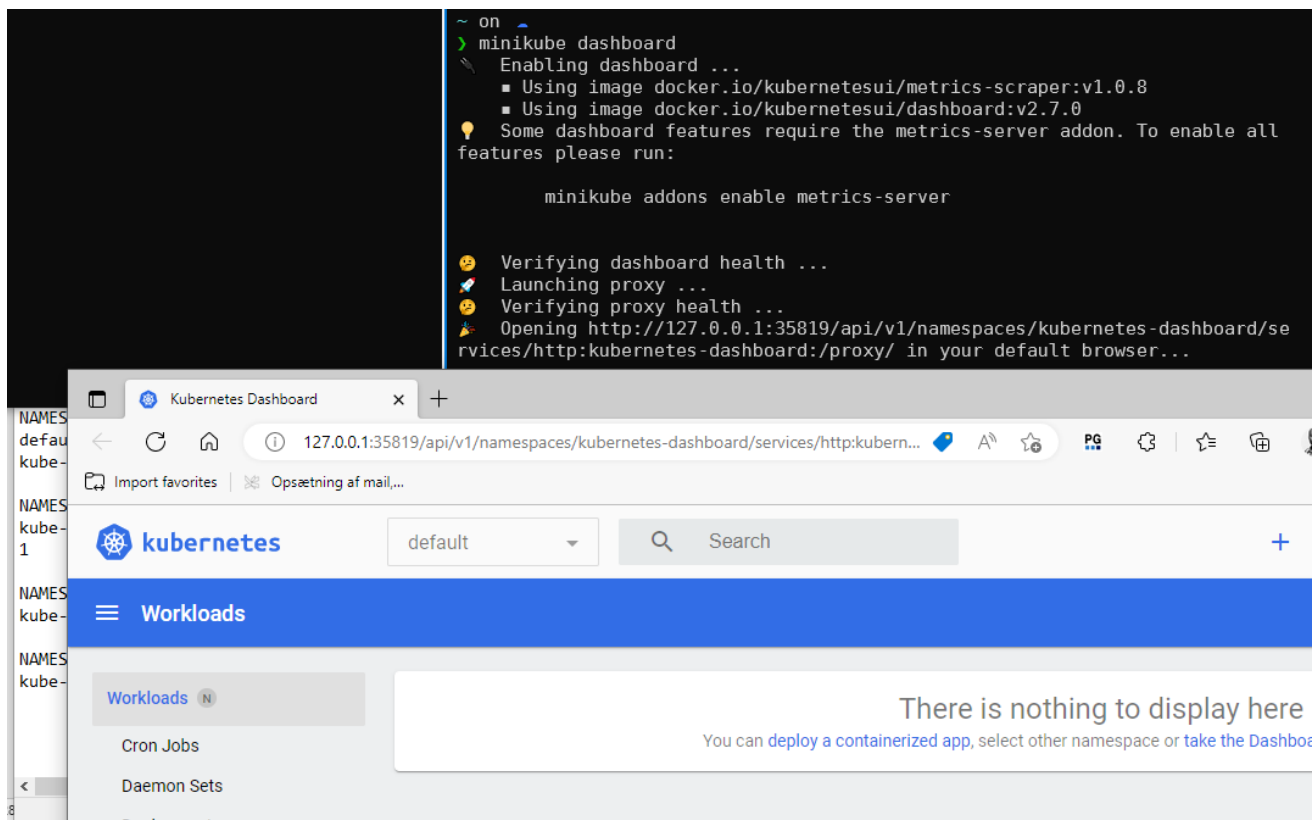 ~ on
❯ minikube dashboard
Enabling dashboard ...
▪ Using image docker.io/kubernetesui/metrics-scraper:v1.0.8
▪ Using image docker.io/kubernetesui/dashboard:v2.7.0
💡 Some dashboard features require the metrics-server addon. To enable all
features please run:
minikube addons enable metrics-server
Verifying dashboard health ...
🚀 Launching proxy ...
Verifying proxy health ...
🎉 Opening http://127.0.0.1:35819/api/v1/namespaces/kubernetes-dashboard/se
rvices/http:kubernetes-dashboard:/proxy/ in your default browser...
Kubernetes Dashboard
NAMES
defau
kube-
NAMES
kube-
1
NAMES
kube-
NAMES
kube-
127.0.0.1:35819/api/v1/namespaces/kubernetes-dashboard/services/http:kubern...
PG
Import favorites
Opsætning af mail,...
kubernetes
default
Search
Workloads
Workloads N
There is nothing to display here
You can deploy a containerized app, select other namespace or take the Dashboa
Cron Jobs
Daemon Sets